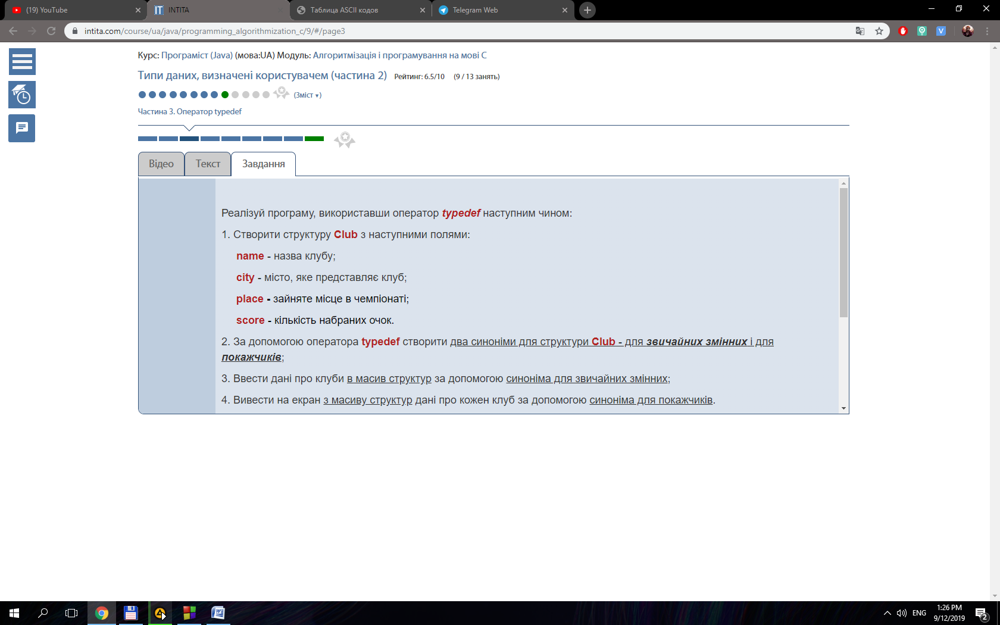 (19) YouTube
INTITA
Таблица ASCII кодов
Telegram Web
intita.com/course/ua/java/programming_algorithmization_c/9/#/page3
Курс: Програміст (Java) (мова:UA) Модуль: Алгоритмізація і програмування на мові С
Типи даних, визначені користувачем (частина 2) Рейтинг: 6.5/10 (9 / 13 занять)
(Зміст ▾)
Частина 3. Оператор typedef
Відео
Текст
Завдання
Реалізуй програму, використавши оператор typedef наступним чином:
1. Створити структуру Club з наступними полями:
name - назва клубу;
city - місто, яке представляє клуб;
place - зайняте місце в чемпіонаті;
score - кількість набраних очок.
2. За допомогою оператора typedef створити два синоніми для структури Club - для звичайних змінних і для
покажчиків;
3. Ввести дані про клуби в масив структур за допомогою синоніма для звичайних змінних;
4. Вивести на екран з масиву структур дані про кожен клуб за допомогою синоніма для покажчиків.
ENG
1:26 PM
9/12/2019
2